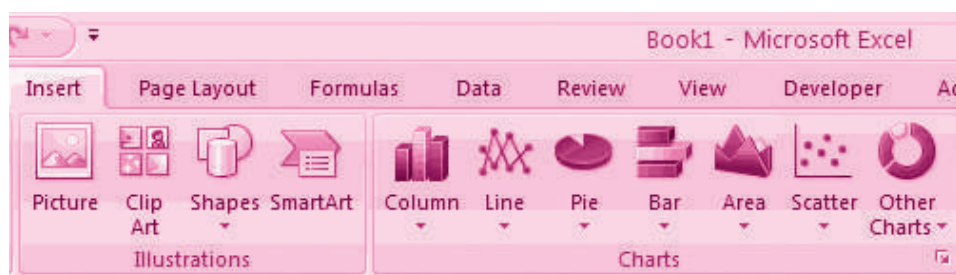 Book1 - Microsoft Excel
Insert Page Layout Formulas Data Review View Developer
Picture Clip Art Shapes SmartArt Column Line Pie Bar Area Scatter Other Charts
Illustrations Charts